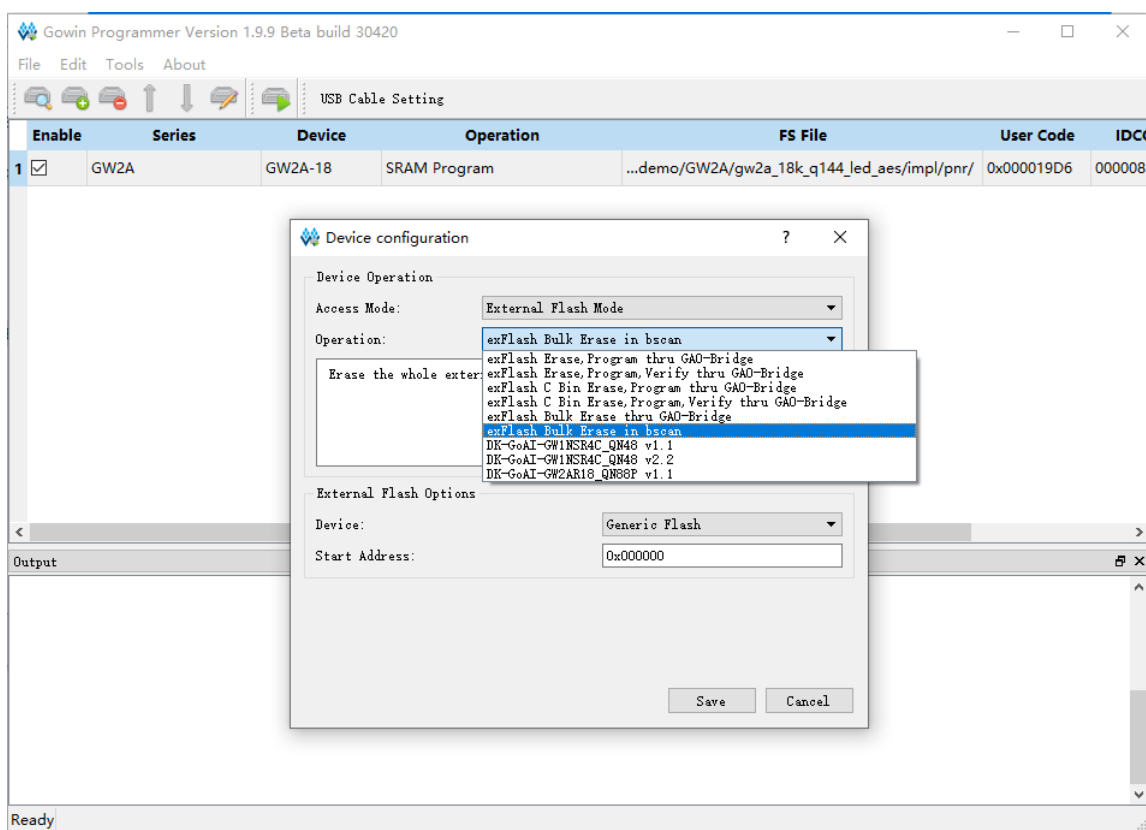 Gowin Programmer Version 1.9.9 Beta build 30420
File Edit Tools About
USB Cable Setting
Enable Series Device Operation FS File User Code IDCO
1 GW2A GW2A-18 SRAM Program ...demo/GW2A/gw2a_18k_q144_led_aes/impl/pnr/ 0x000019D6 000008
Device configuration ?
Device Operation
Access Mode: External Flash Mode
Operation: exFlash Bulk Erase in bscan
exFlash Erase,Program thru GAO-Bridge
Erase the whole exter
exFlash Erase,Program,Verify thru GAO-Bridge
exFlash C Bin Erase,Program thru GAO-Bridge
exFlash C Bin Erase,Program,Verify thru GAO-Bridge
exFlash Bulk Erase thru GAO-Bridge
exFlash Bulk Erase in bscan
DK-GoAI-GW1NSR4C_QN48 v1.1
DK-GoAI-GW1NSR4C_QN48 v2.2
DK-GoAI-GW2AR18_QN88P v1.1
External Flash Options
Device: Generic Flash
Start Address: 0x000000
Output
Save Cancel
Ready